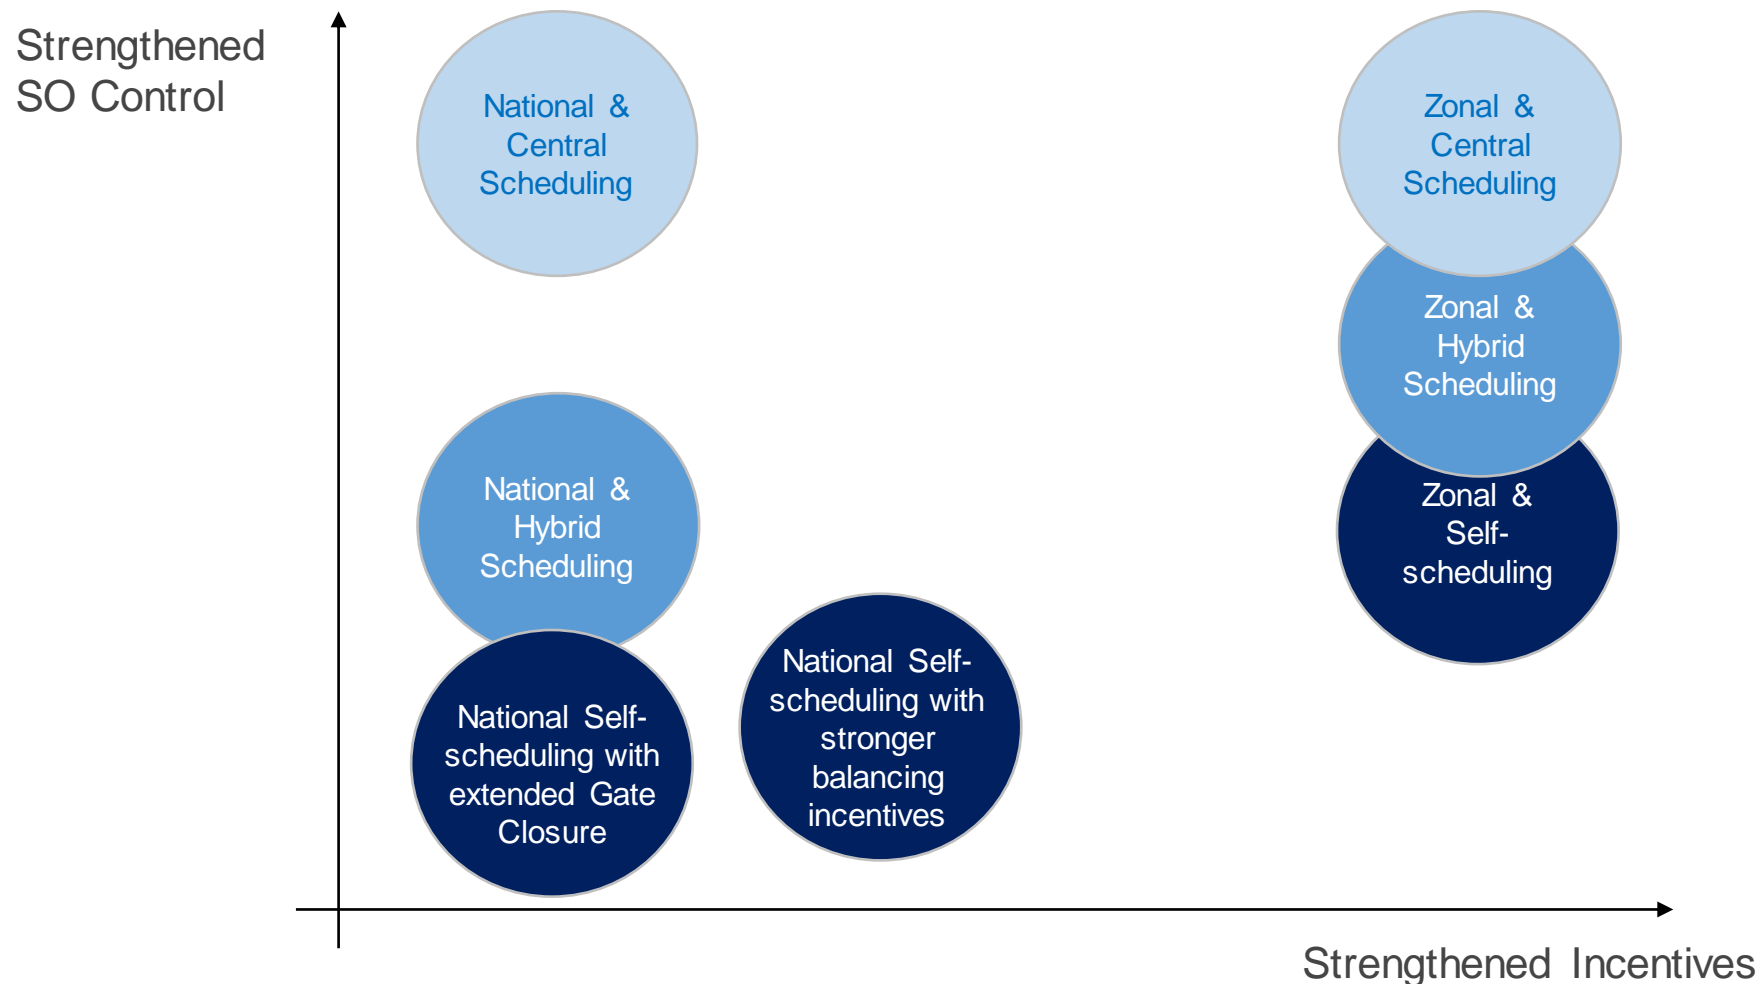 Strengthened
SO Control
National &
Central
Scheduling
Zonal &
Central
Scheduling
Zonal &
Hybrid
Scheduling
National &
Hybrid
Scheduling
Zonal &
Self-
scheduling
National Self-
scheduling with
stronger
balancing
incentives
National Self-
scheduling with
extended Gate
Closure
Strengthened Incentives